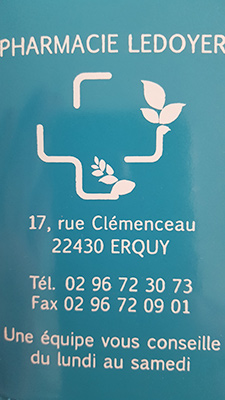 PHARMACIE LEDOYER
17, rue Clémenceau
22430 ERQUY
Tél. 02 96 72 30 73
Fax 02 96 72 09 01
Une équipe vous conseille
du lundi au samedi